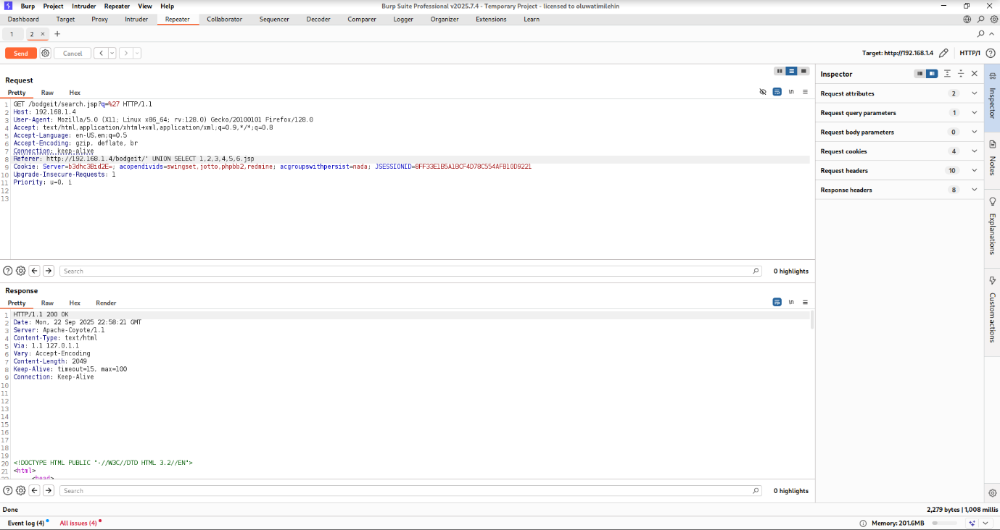 Burp Project Intruder Repeater View Help Burp Suite Professional v2025.7.4 - Temporary Project - licensed to oluwatimilehin
Dashboard Target Proxy Intruder Repeater Collaborator Sequencer Decoder Comparer Logger Organizer Extensions Learn
1 2 × +
Send Cancel < > Target: http://192.168.1.4 HTTP/1 ?
Request
Pretty Raw Hex \n
1 GET /bodgeit/search.jsp?q=%27 HTTP/1.1
2 Host: 192.168.1.4
3 User-Agent: Mozilla/5.0 (X11; Linux x86_64; rv:128.0) Gecko/20100101 Firefox/128.0
4 Accept: text/html,application/xhtml+xml,application/xml;q=0.9,*/*;q=0.8
5 Accept-Language: en-US,en;q=0.5
6 Accept-Encoding: gzip, deflate, br
7 Connection: keep-alive
8 Referer: http://192.168.1.4/bodgeit/' UNION SELECT 1,2,3,4,5,6.jsp
9 Cookie: Server=b3dhc3Bid2E=; acopendivids=swingset,jotto,phpbb2,redmine; acgroupswithpersist=nada; JSESSIONID=8FF33E1B5A1BCF4D78C554AFB10D9221
10 Upgrade-Insecure-Requests: 1
11 Priority: u=0, i
12
13
Search 0 highlights
Response
Pretty Raw Hex Render \n
1 HTTP/1.1 200 OK
2 Date: Mon, 22 Sep 2025 22:58:21 GMT
3 Server: Apache-Coyote/1.1
4 Content-Type: text/html
5 Via: 1.1 127.0.1.1
6 Vary: Accept-Encoding
7 Content-Length: 2049
8 Keep-Alive: timeout=15, max=100
9 Connection: Keep-Alive
10
11
12
13
14
15
16
17
18
19
20 <!DOCTYPE HTML PUBLIC "-//W3C//DTD HTML 3.2//EN">
21 <html>
22 <head>
Search 0 highlights
Inspector
Request attributes 2
Request query parameters 1
Request body parameters 0
Request cookies 4
Request headers 10
Response headers 8
Inspector
Notes
Explanations
Custom actions
Done 2,279 bytes | 1,008 millis
Event log (4) All issues (4) Memory: 201.6MB